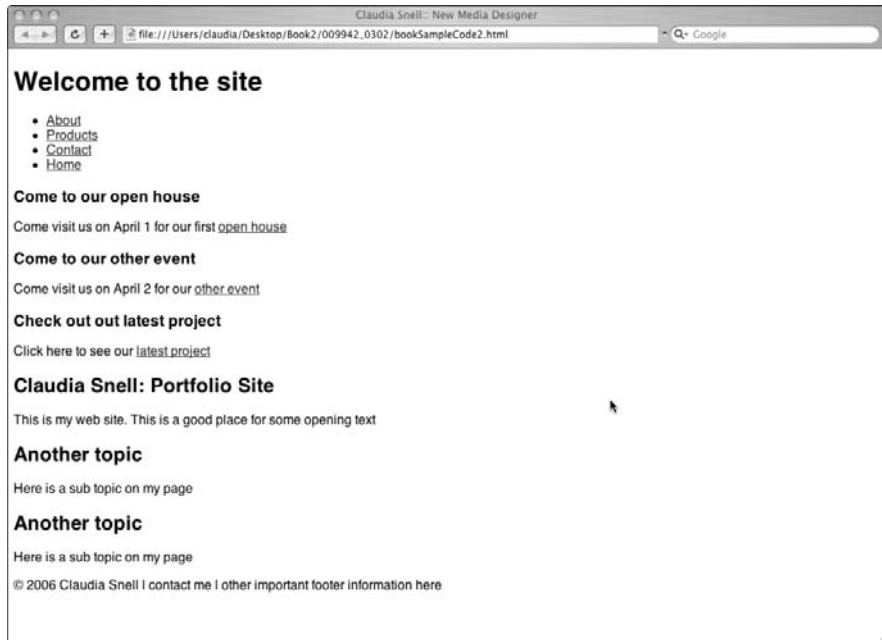 Claudia Snell:: New Media Designer
file:///Users/claudia/Desktop/Book2/009942_0302/bookSampleCode2.html
Google
Welcome to the site
About
Products
Contact
Home
Come to our open house
Come visit us on April 1 for our first open house
Come to our other event
Come visit us on April 2 for our other event
Check out out latest project
Click here to see our latest project
Claudia Snell: Portfolio Site
This is my web site. This is a good place for some opening text
Another topic
Here is a sub topic on my page
Another topic
Here is a sub topic on my page
© 2006 Claudia Snell | contact me | other important footer information here